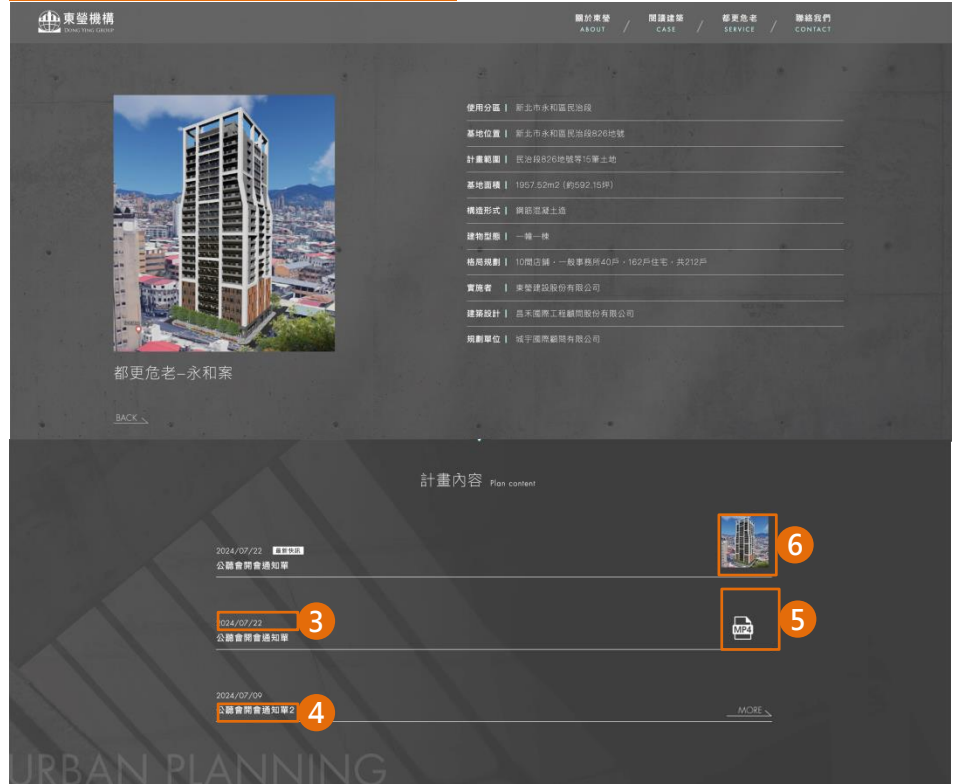 東瑩機構
DONG YING GROUP
關於東瑩 / 閱讀建築 / 都更危老 / 聯絡我們
ABOUT CASE SERVICE CONTACT
使用分區 | 新北市永和區民治段
基地位置 | 新北市永和區民治段826地號
計畫範圍 | 民治段826地號等15筆土地
基地面積 | 1957.52m2 (約592.15坪)
構造形式 | 鋼筋混凝土造
建物型態 | 一幢一棟
格局規劃 | 10間店舖、一般事務所40戶、162戶住宅，共212戶
實施者 | 東瑩建設股份有限公司
建築設計 | 昌禾國際工程顧問股份有限公司
規劃單位 | 城宇國際顧問有限公司
都更危老–永和案
BACK
計畫內容 Plan content
2024/07/22 最新快訊
公聽會開會通知單
6
2024/07/22
3
公聽會開會通知單
MP4
5
2024/07/09
公聽會開會通知單2
4
MORE
URBAN PLANNING